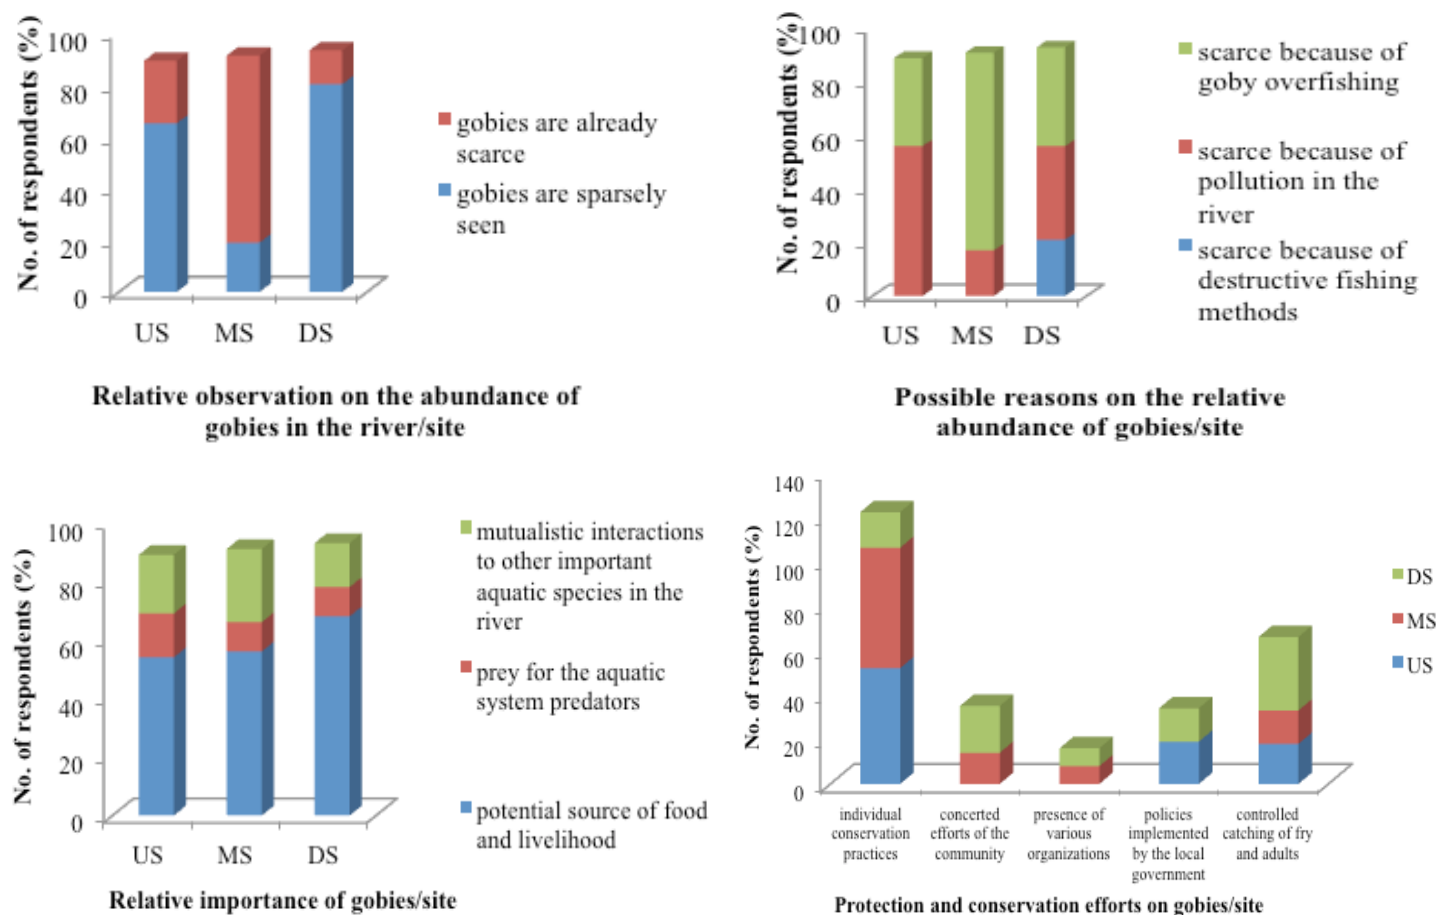 No. of respondents (%)
100
80
60
40
20
0
US
MS
DS
gobies are already
scarce
gobies are sparsely
seen
Relative observation on the abundance of
gobies in the river/site
No. of respondents (%)
100
80
60
40
20
0
US
MS
DS
scarce because of
goby overfishing
scarce because of
pollution in the
river
scarce because of
destructive fishing
methods
Possible reasons on the relative
abundance of gobies/site
No. of respondents (%)
100
80
60
40
20
0
US
MS
DS
mutualistic interactions
to other important
aquatic species in the
river
prey for the aquatic
system predators
potential source of food
and livelihood
Relative importance of gobies/site
No. of respondents (%)
140
120
100
80
60
40
20
0
individual
conservation
practices
concerted
efforts of the
community
presence of
various
organizations
policies
implemented
by the local
government
controlled
catching of fry
and adults
DS
MS
US
Protection and conservation efforts on gobies/site